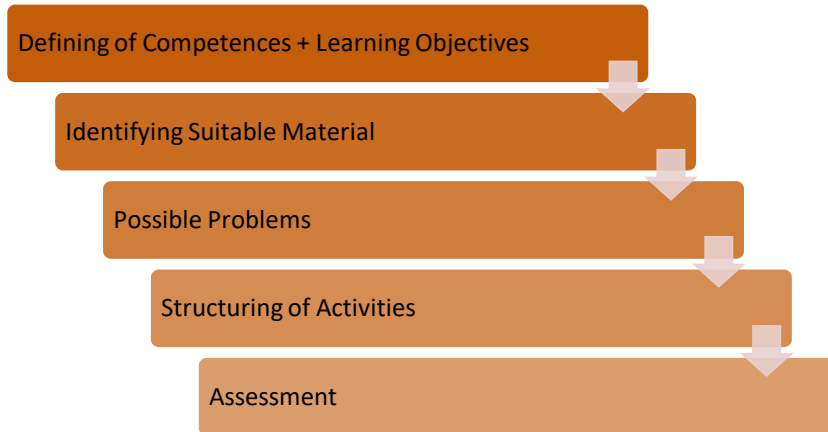 Defining of Competences + Learning Objectives
Identifying Suitable Material
Possible Problems
Structuring of Activities
Assessment